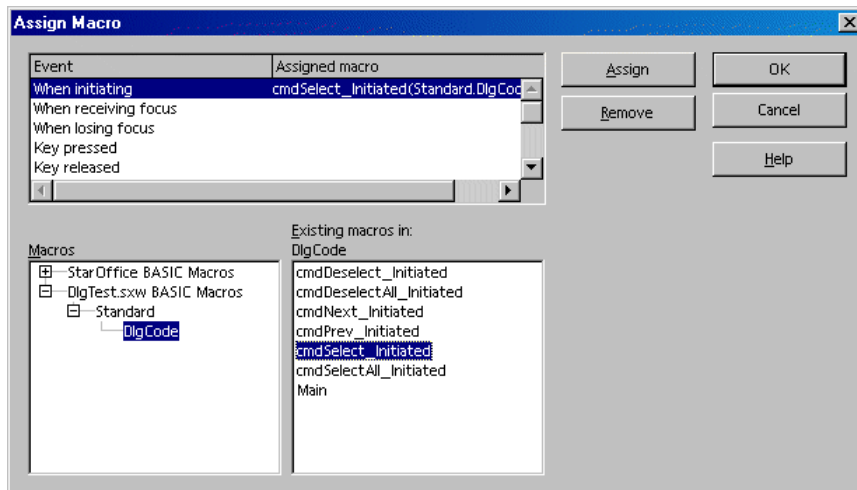 Assign Macro
Event Assigned macro
When initiating cmdSelect_Initiated(Standard.DlgCod
When receiving focus
When losing focus
Key pressed
Key released
Assign
OK
Remove
Cancel
Help
Macros
Existing macros in:
DlgCode
StarOffice BASIC Macros
DlgTest.sxw BASIC Macros
Standard
DlgCode
cmdDeselect_Initiated
cmdDeselectAll_Initiated
cmdNext_Initiated
cmdPrev_Initiated
cmdSelect_Initiated
cmdSelectAll_Initiated
Main